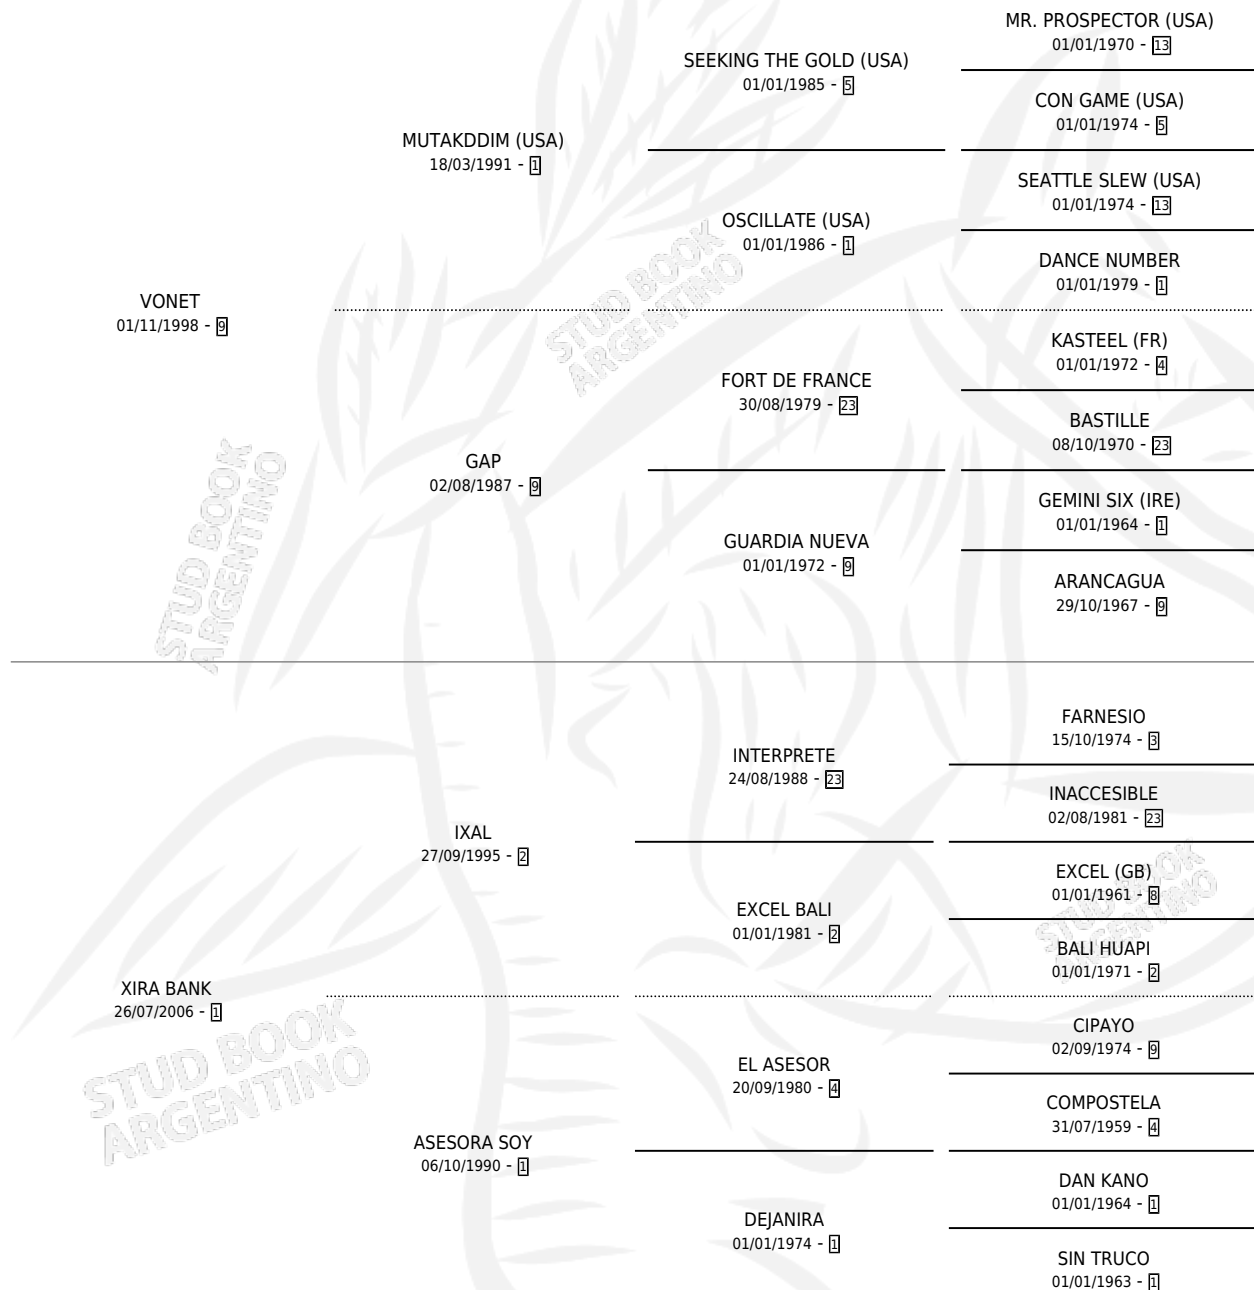 MR. PROSPECTOR (USA)
01/01/1970 - 13
SEEKING THE GOLD (USA)
01/01/1985 - 5
CON GAME (USA)
01/01/1974 - 5
MUTAKDDIM (USA)
18/03/1991 - 1
SEATTLE SLEW (USA)
01/01/1974 - 13
OSCILLATE (USA)
01/01/1986 - 1
DANCE NUMBER
01/01/1979 - 1
VONET
01/11/1998 - 9
KASTEEL (FR)
01/01/1972 - 4
FORT DE FRANCE
30/08/1979 - 23
BASTILLE
08/10/1970 - 23
GAP
02/08/1987 - 9
GEMINI SIX (IRE)
01/01/1964 - 1
GUARDIA NUEVA
01/01/1972 - 9
ARANCAGUA
29/10/1967 - 9
FARNESIO
15/10/1974 - 3
INTERPRETE
24/08/1988 - 23
INACCESIBLE
02/08/1981 - 23
IXAL
27/09/1995 - 2
EXCEL (GB)
01/01/1961 - 8
EXCEL BALI
01/01/1981 - 2
BALI HUAPI
01/01/1971 - 2
XIRA BANK
26/07/2006 - 1
CIPAYO
02/09/1974 - 9
EL ASESOR
20/09/1980 - 4
COMPOSTELA
31/07/1959 - 4
ASESORA SOY
06/10/1990 - 1
DAN KANO
01/01/1964 - 1
DEJANIRA
01/01/1974 - 1
SIN TRUCO
01/01/1963 - 1
STUD BOOK
ARGENTINO
STUD BOOK
ARGENTINO
STUD BOOK
ARGENTINO
STUD BOOK
ARGENTINO